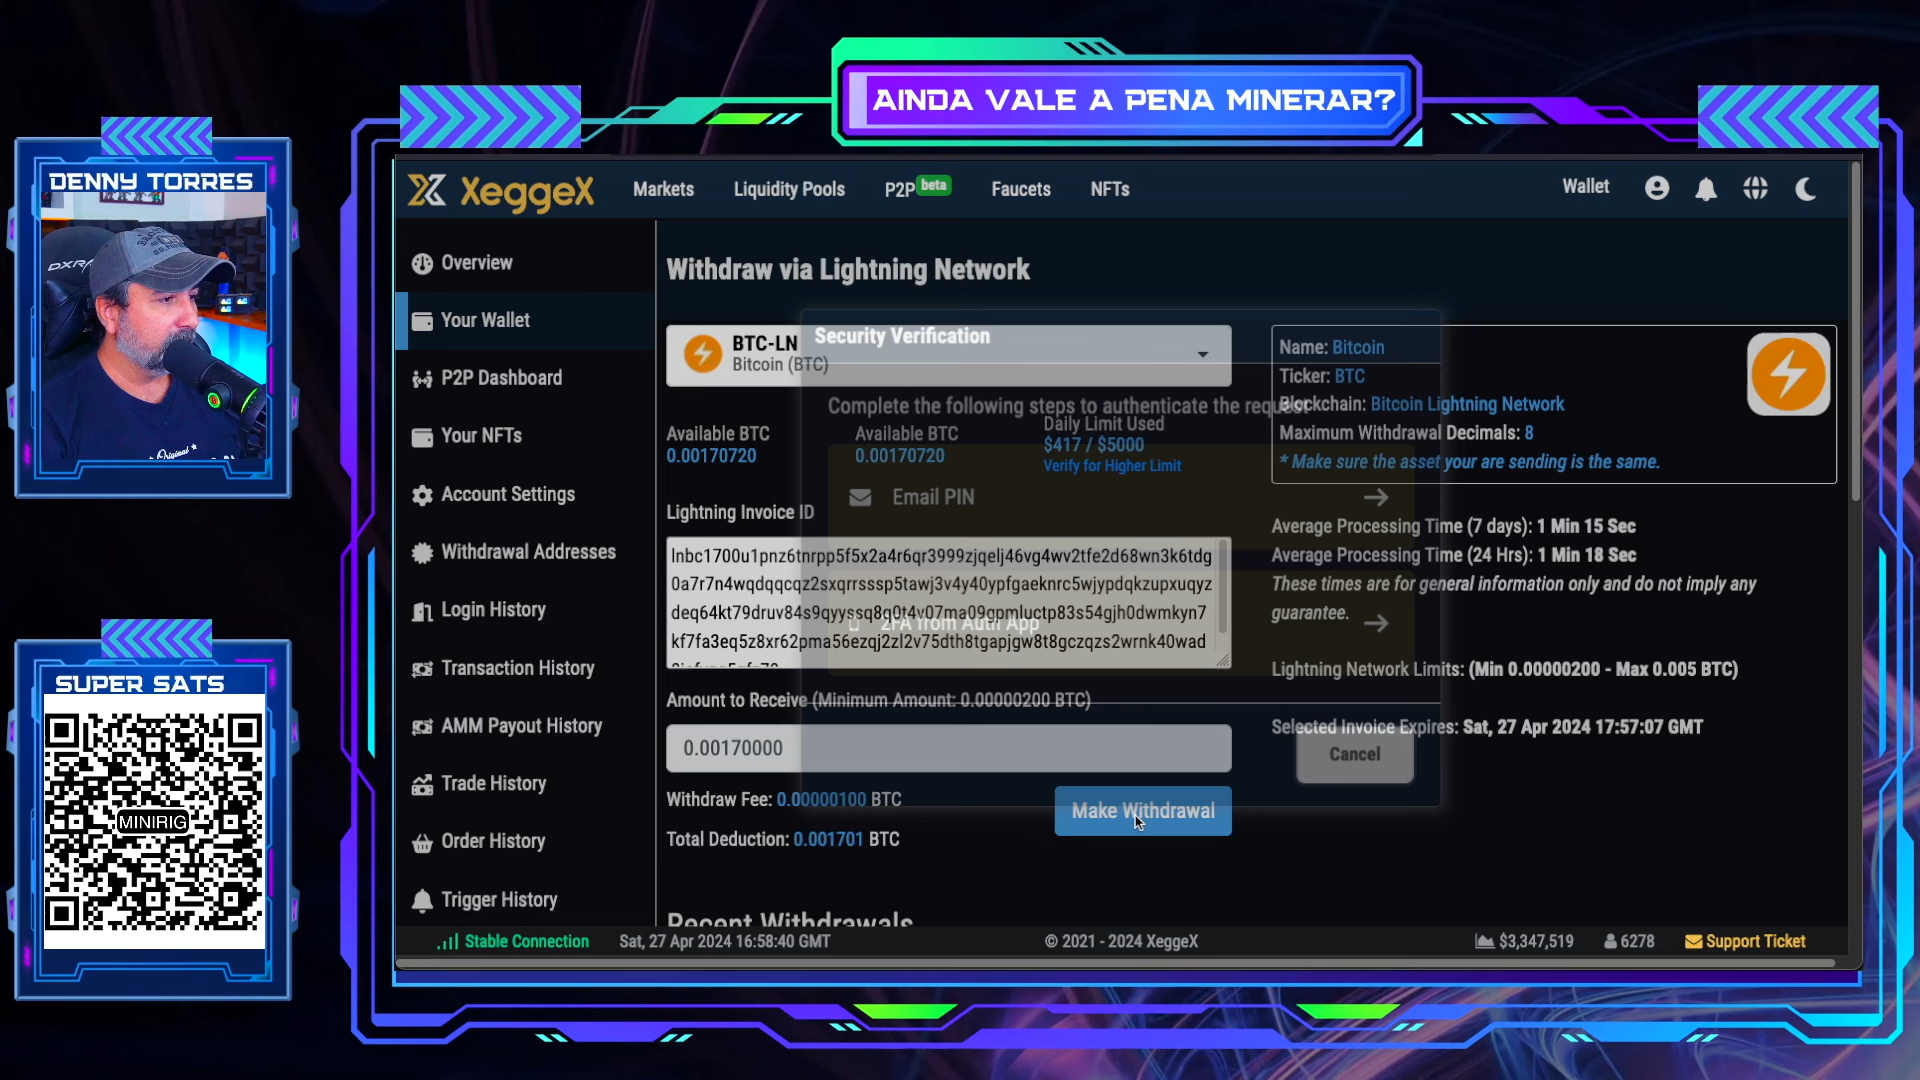 AINDA VALE A PENA MINERAR?
DENNY TORRES
SUPER SATS
MINIRIG
XeggeX
Markets
Liquidity Pools
P2P beta
Faucets
NFTs
Wallet
Overview
Your Wallet
P2P Dashboard
Your NFTs
Account Settings
Withdrawal Addresses
Login History
Transaction History
AMM Payout History
Trade History
Order History
Trigger History
Withdraw via Lightning Network
BTC-LN
Bitcoin (BTC)
Security Verification
Complete the following steps to authenticate the request
Available BTC
0.00170720
Available BTC
0.00170720
Daily Limit Used
$417 / $5000
Verify for Higher Limit
Email PIN
Lightning Invoice ID
lnbc1700u1pnz6tnrpp5f5x2a4r6qr3999zjqelj46vg4wv2tfe2d68wn3k6tdg
0a7r7n4wqdqqcqz2sxqrrsssp5tawj3v4y40ypfgaeknrc5wjypdqkzupxuqyz
deq64kt79druv84s9qyyssq8q0t4v07ma09gpmluctp83s54gjh0dwmkyn7
kf7fa3eq5z8xr62pma56ezqj2zl2v75dth8tgapjgw8t8gczqzs2wrnk40wad
2FA from Auth App
Amount to Receive (Minimum Amount: 0.00000200 BTC)
0.00170000
Withdraw Fee: 0.00000100 BTC
Total Deduction: 0.001701 BTC
Make Withdrawal
Cancel
Name: Bitcoin
Ticker: BTC
Blockchain: Bitcoin Lightning Network
Maximum Withdrawal Decimals: 8
* Make sure the asset your are sending is the same.
Average Processing Time (7 days): 1 Min 15 Sec
Average Processing Time (24 Hrs): 1 Min 18 Sec
These times are for general information only and do not imply any
guarantee.
Lightning Network Limits: (Min 0.00000200 - Max 0.005 BTC)
Selected Invoice Expires: Sat, 27 Apr 2024 17:57:07 GMT
Recent Withdrawals
Stable Connection
Sat, 27 Apr 2024 16:58:40 GMT
© 2021 - 2024 XeggeX
$3,347,519
6278
Support Ticket